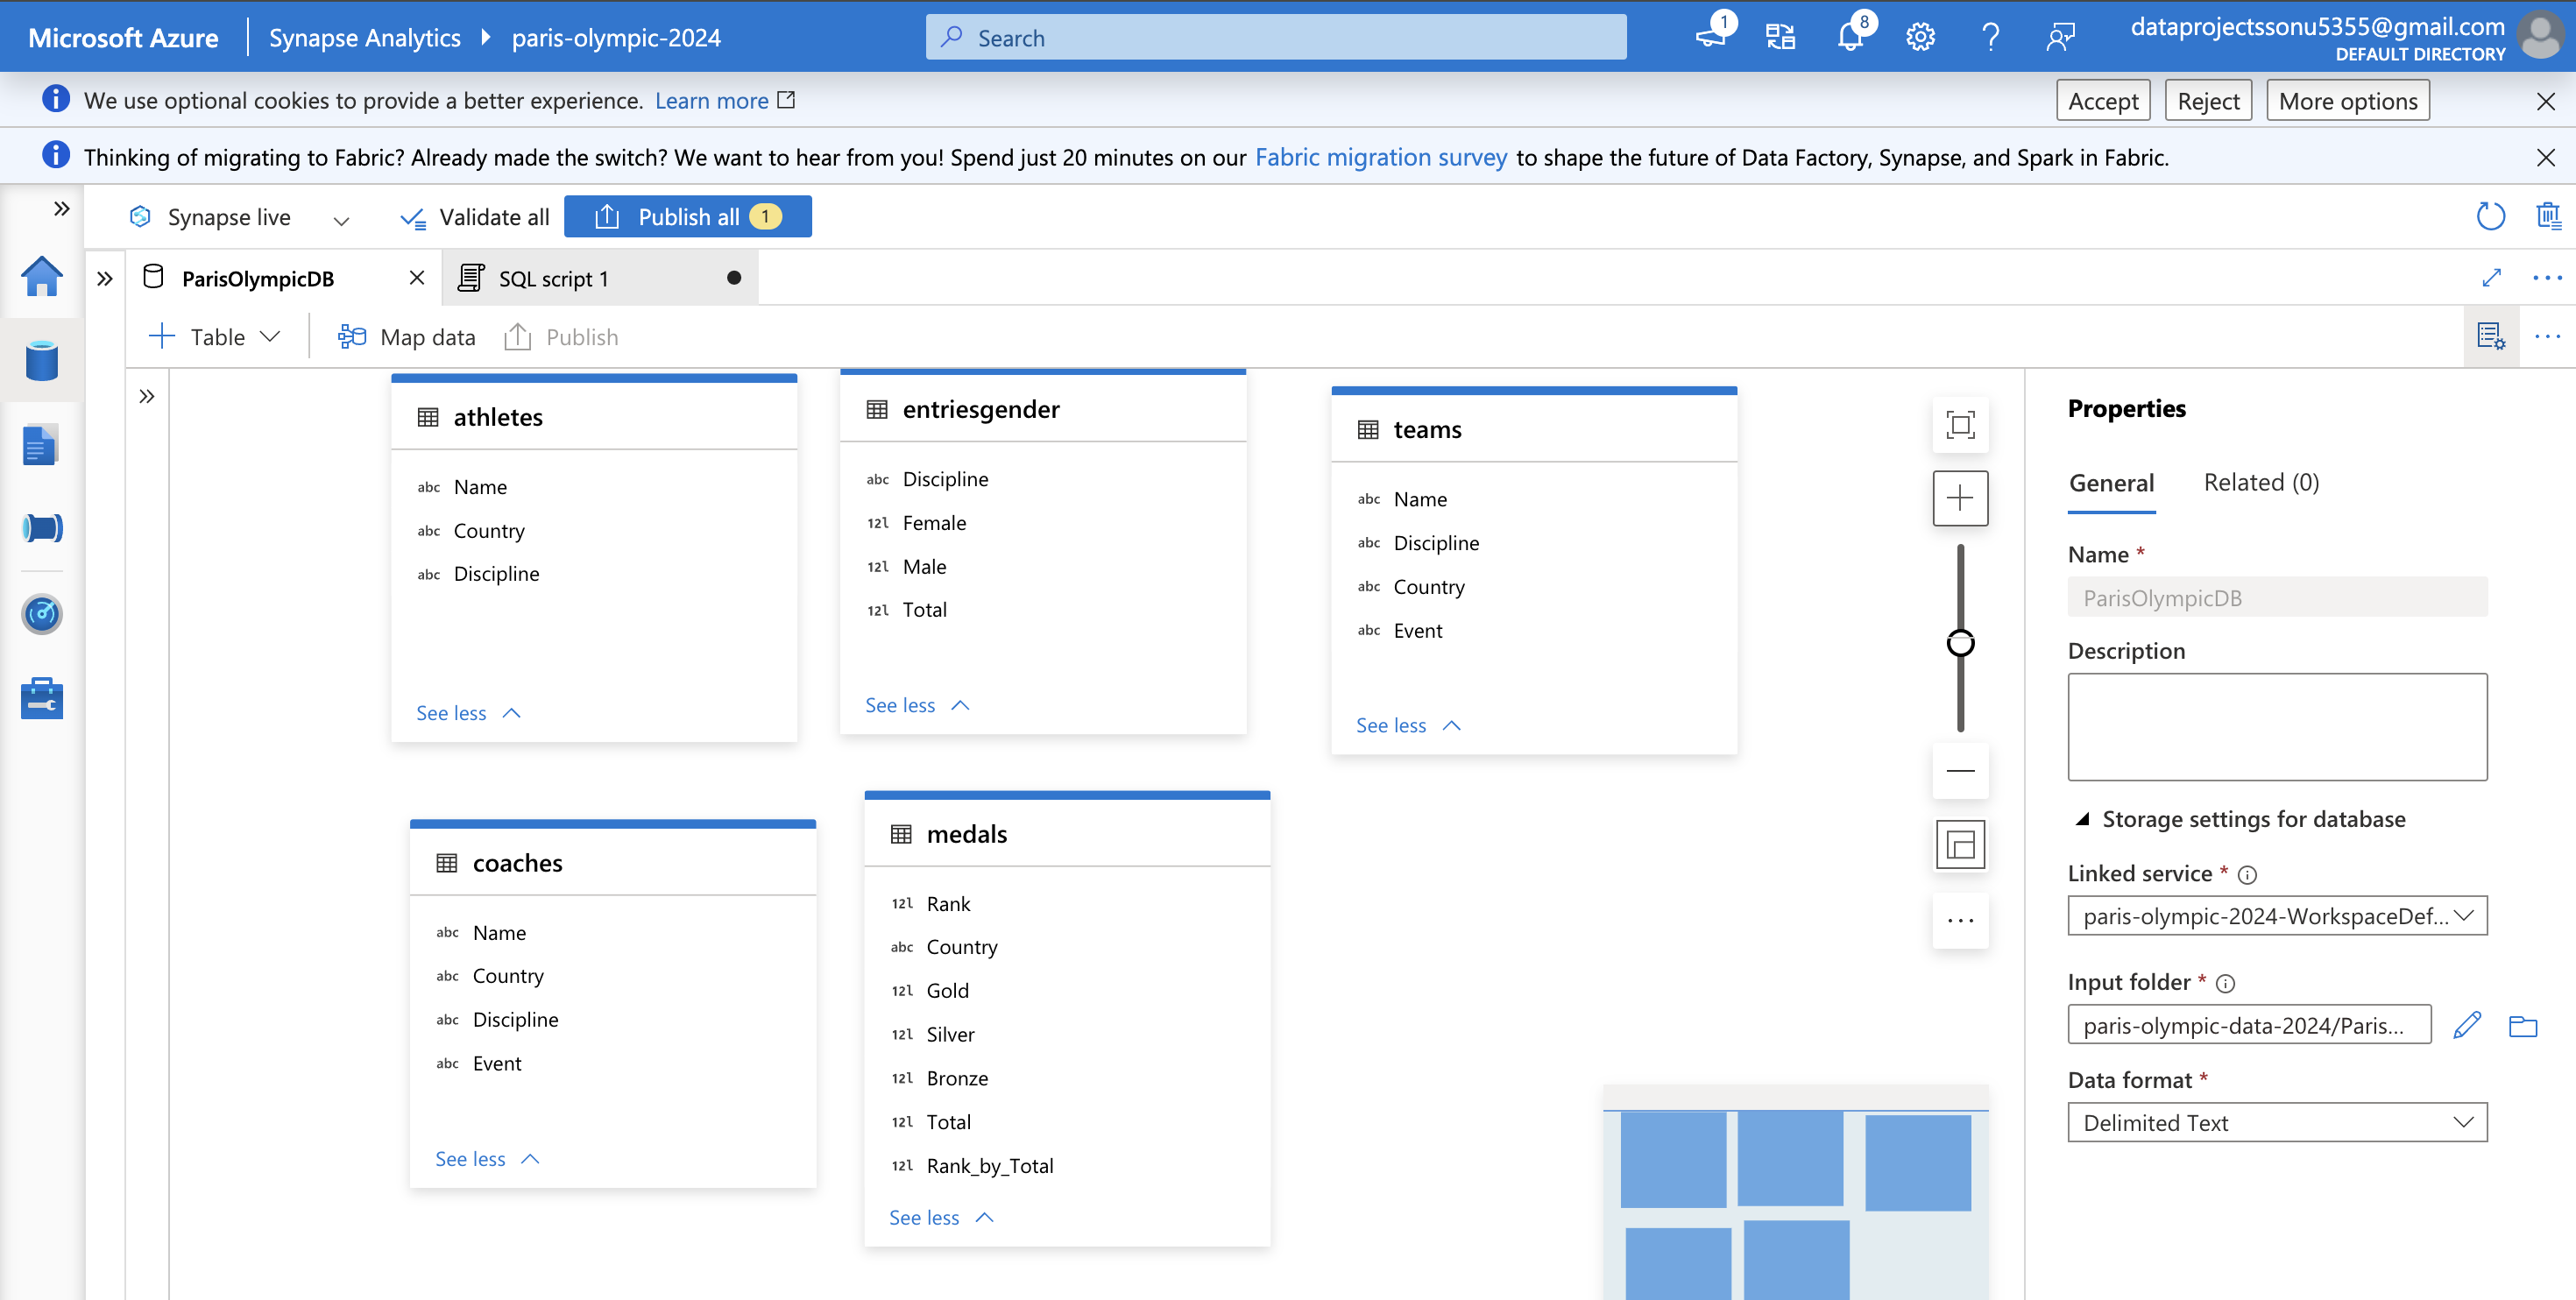 Microsoft Azure
Synapse Analytics
paris-olympic-2024
Search
1
8
dataprojectssonu5355@gmail.com
DEFAULT DIRECTORY
We use optional cookies to provide a better experience. Learn more
Accept
Reject
More options
Thinking of migrating to Fabric? Already made the switch? We want to hear from you! Spend just 20 minutes on our Fabric migration survey to shape the future of Data Factory, Synapse, and Spark in Fabric.
Synapse live
Validate all
Publish all 1
ParisOlympicDB
SQL script 1
Table
Map data
Publish
athletes
abc Name
abc Country
abc Discipline
See less
entriesgender
abc Discipline
12l Female
12l Male
12l Total
See less
teams
abc Name
abc Discipline
abc Country
abc Event
See less
coaches
abc Name
abc Country
abc Discipline
abc Event
See less
medals
12l Rank
abc Country
12l Gold
12l Silver
12l Bronze
12l Total
12l Rank_by_Total
See less
Properties
General
Related (0)
Name *
ParisOlympicDB
Description
Storage settings for database
Linked service *
paris-olympic-2024-WorkspaceDef...
Input folder *
paris-olympic-data-2024/Paris...
Data format *
Delimited Text